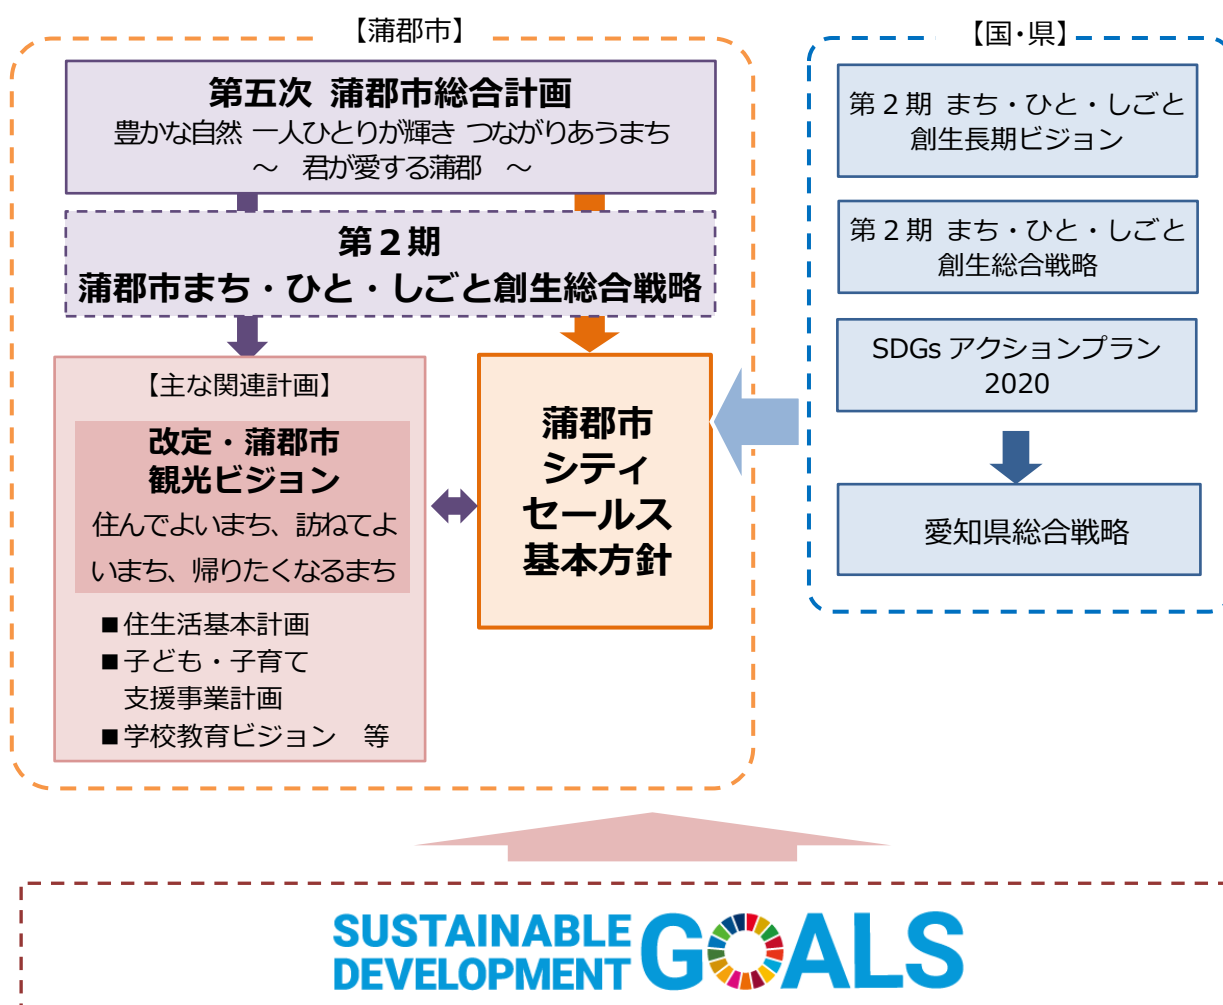 【蒲郡市】
第五次 蒲郡市総合計画
豊かな自然 一人ひとりが輝き つながりあうまち
～ 君が愛する蒲郡 ～
第２期
蒲郡市まち・ひと・しごと創生総合戦略
【主な関連計画】
改定・蒲郡市
観光ビジョン
住んでよいまち、訪ねてよ
いまち、帰りたくなるまち
■住生活基本計画
■子ども・子育て
支援事業計画
■学校教育ビジョン 等
蒲郡市
シティ
セールス
基本方針
【国・県】
第２期 まち・ひと・しごと
創生長期ビジョン
第２期 まち・ひと・しごと
創生総合戦略
SDGs アクションプラン
2020
愛知県総合戦略
SUSTAINABLE
DEVELOPMENT
GOALS